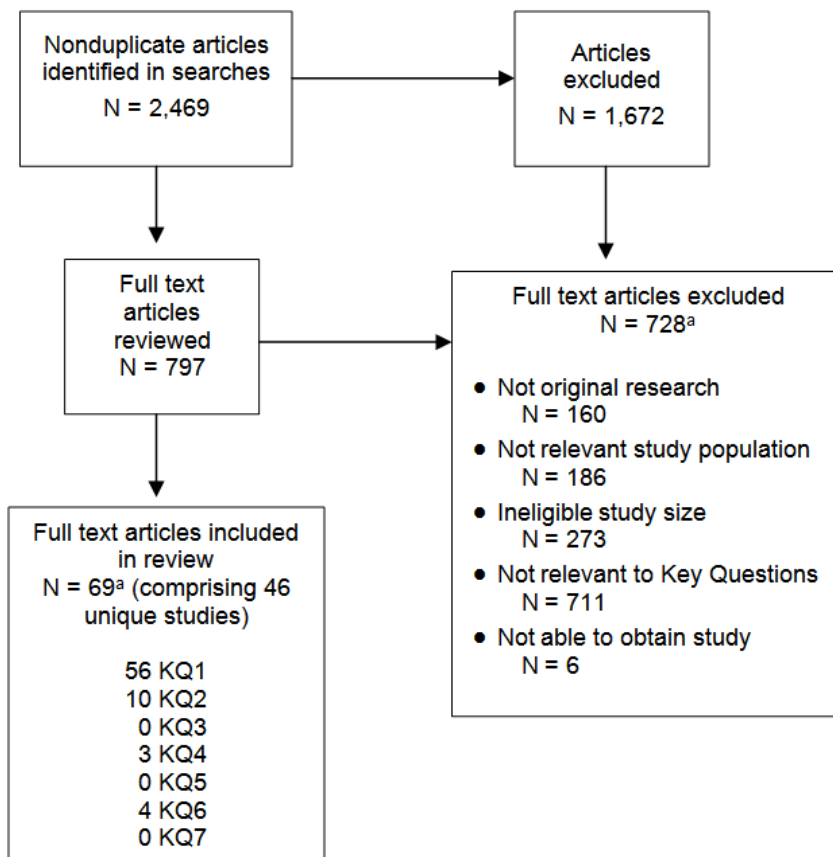 Nonduplicate articles
identified in searches
N = 2,469
Articles
excluded
N = 1,672
Full text
articles
reviewed
N = 797
Full text articles excluded
N = 728ᵃ
● Not original research
N = 160
● Not relevant study population
N = 186
● Ineligible study size
N = 273
● Not relevant to Key Questions
N = 711
● Not able to obtain study
N = 6
Full text articles included
in review
N = 69ᵃ (comprising 46
unique studies)
56 KQ1
10 KQ2
0 KQ3
3 KQ4
0 KQ5
4 KQ6
0 KQ7